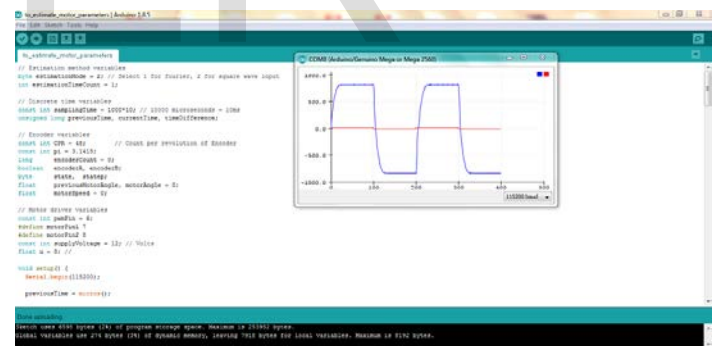 to_estimate_motor_parameters | Arduino 1.8.5
File Edit Sketch Tools Help
to_estimate_motor_parameters
// Estimation method variables
byte estimationMode = 2; // Select 1 for fourier, 2 for square wave input
int estimationTimeCount = 1;
// Discrete time variables
const int samplingTime = 1000*10; // 10000 microseconds = 10ms
unsigned long previousTime, currentTime, timeDifference;
// Encoder variables
const int CPR = 48; // Count per revolution of Encoder
const int pi = 3.1415;
long encoderCount = 0;
boolean encoderA, encoderB;
byte state, statep;
float previousMotorAngle, motorAngle = 0;
float motorSpeed = 0;
// Motor driver variables
const int pwmPin = 6;
#define motorPin1 7
#define motorPin2 8
const int supplyVoltage = 12; // Volts
float u = 0; //
void setup() {
Serial.begin(115200);
previousTime = micros();
COM8 (Arduino/Genuino Mega or Mega 2560)
1000.0
500.0
0.0
-500.0
-1000.0
0
100
200
300
400
500
115200 baud
Done uploading.
Sketch uses 6598 bytes (2%) of program storage space. Maximum is 253952 bytes.
Global variables use 274 bytes (3%) of dynamic memory, leaving 7918 bytes for local variables. Maximum is 8192 bytes.